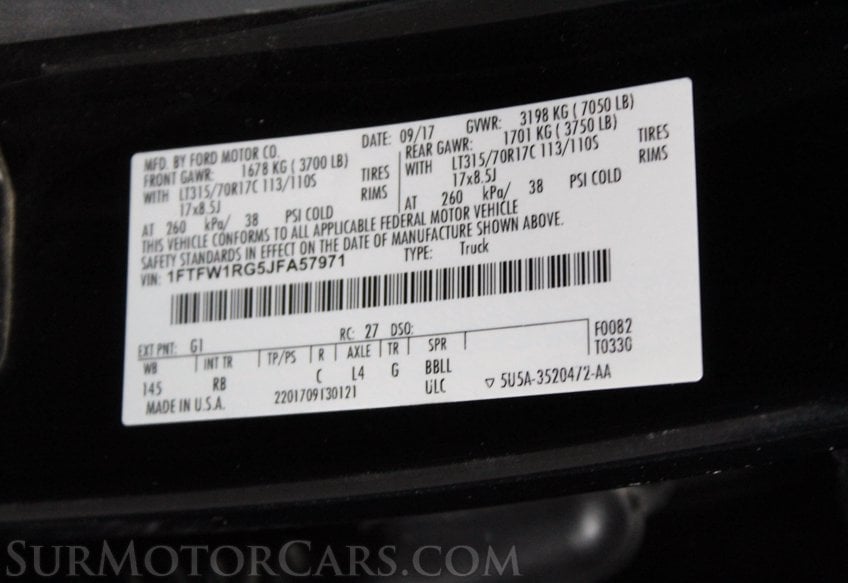 MFD. BY FORD MOTOR CO. DATE: 09/17 GVWR: 3198 KG ( 7050 LB)
FRONT GAWR: 1678 KG ( 3700 LB) REAR GAWR: 1701 KG ( 3750 LB)
WITH LT315/70R17C 113/110S TIRES WITH LT315/70R17C 113/110S TIRES
17x8.5J RIMS 17x8.5J RIMS
AT 260 kPa/ 38 PSI COLD AT 260 kPa/ 38 PSI COLD
THIS VEHICLE CONFORMS TO ALL APPLICABLE FEDERAL MOTOR VEHICLE
SAFETY STANDARDS IN EFFECT ON THE DATE OF MANUFACTURE SHOWN ABOVE.
VIN: 1FTFW1RG5JFA57971 TYPE: Truck
EXT PNT: G1 RC: 27 DSO: F0082
WB INT TR TP/PS R AXLE TR SPR T0330
145 RB C L4 G BBLL
MADE IN U.S.A. 2201709130121 ULC ▽ 5U5A-3520472-AA
SurMotorCars.com